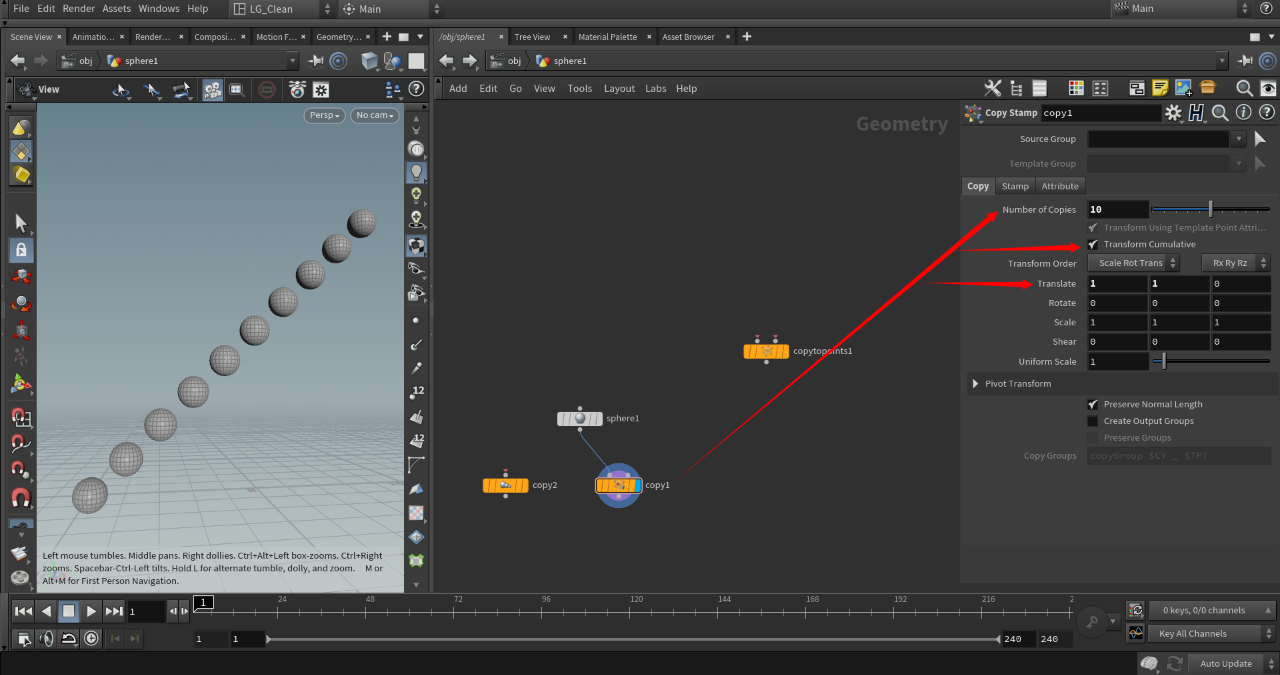 File Edit Render Assets Windows Help LG_Clean Main Main
Scene View Animatio... Render... Composi... Motion F... Geometry...
/obj/sphere1 Tree View Material Palette Asset Browser
obj sphere1
obj sphere1
View
Add Edit Go View Tools Layout Labs Help
Persp No cam
Geometry
Copy Stamp copy1
Source Group
Template Group
Copy Stamp Attribute
Number of Copies 10
Transform Using Template Point Attri...
Transform Cumulative
Transform Order Scale Rot Trans Rx Ry Rz
Translate 1 1 0
Rotate 0 0 0
Scale 1 1 1
Shear 0 0 0
Uniform Scale 1
Pivot Transform
Preserve Normal Length
Create Output Groups
Preserve Groups
Copy Groups copyGroup`$CY`_`$TPT`
copytopoints1
sphere1
copy2
copy1
12
12
Left mouse tumbles. Middle pans. Right dollies. Ctrl+Alt+Left box-zooms. Ctrl+Right
zooms. Spacebar-Ctrl-Left tilts. Hold L for alternate tumble, dolly, and zoom. M or
Alt+M for First Person Navigation.
1 1 24 48 72 96 120 144 168 192 216 2
0 keys, 0/0 channels
1 1 240 240
Key All Channels
Auto Update